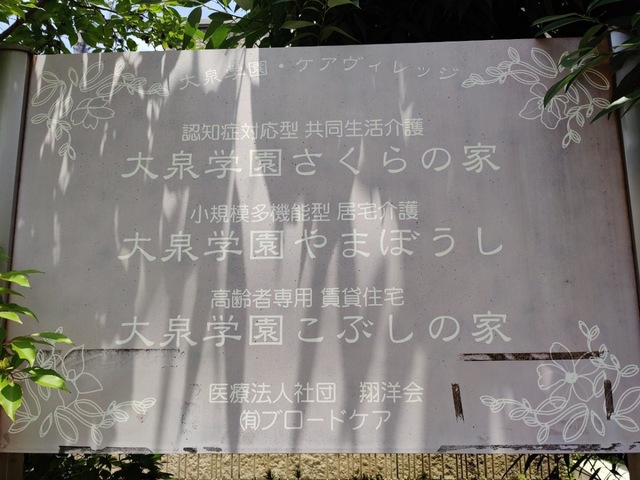 大泉学園・ケアヴィレッジ
認知症対応型 共同生活介護
大泉学園さくらの家
小規模多機能型 居宅介護
大泉学園やまぼうし
高齢者専用 賃貸住宅
大泉学園こぶしの家
医療法人社団 翔洋会
㈲ブロードケア